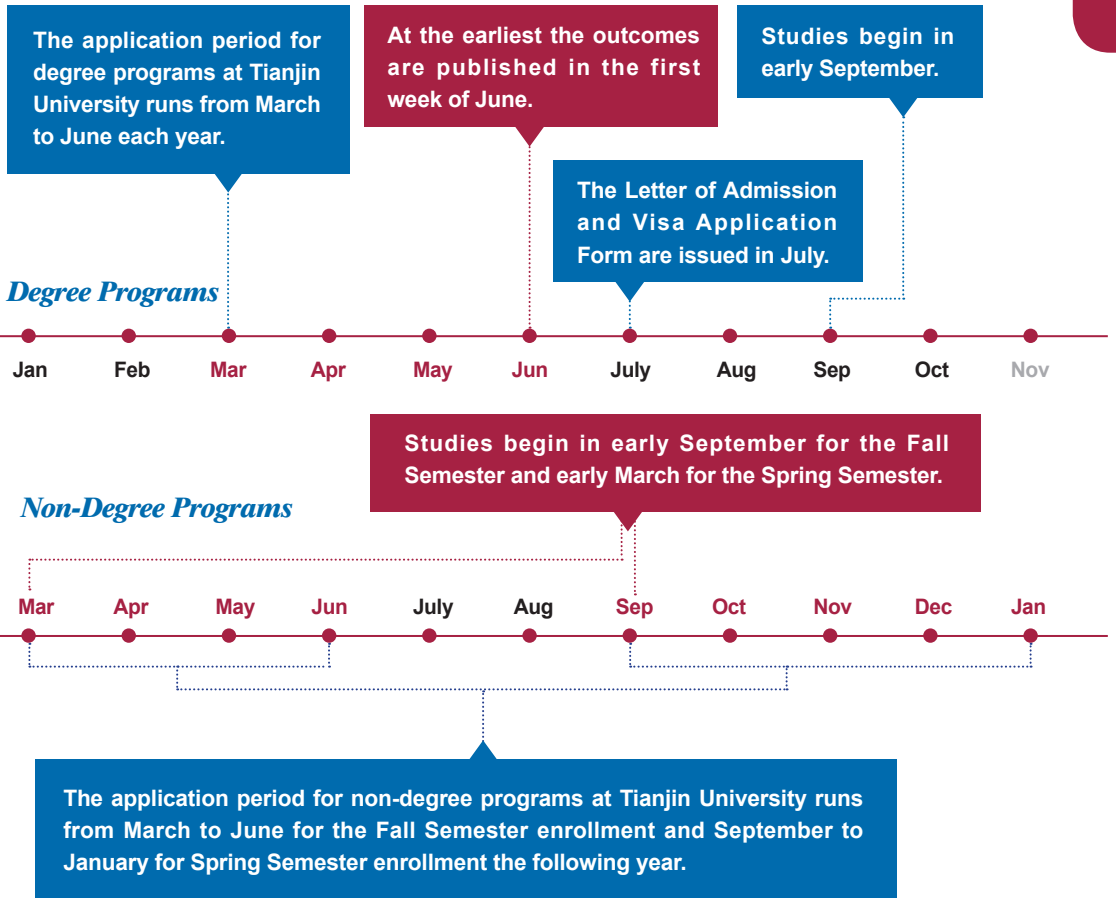 The application period for
degree programs at Tianjin
University runs from March
to June each year.
At the earliest the outcomes
are published in the first
week of June.
Studies begin in
early September.
The Letter of Admission
and Visa Application
Form are issued in July.
Degree Programs
Jan Feb Mar Apr May Jun July Aug Sep Oct Nov
Studies begin in early September for the Fall
Semester and early March for the Spring Semester.
Non-Degree Programs
Mar Apr May Jun July Aug Sep Oct Nov Dec Jan
The application period for non-degree programs at Tianjin University runs
from March to June for the Fall Semester enrollment and September to
January for Spring Semester enrollment the following year.